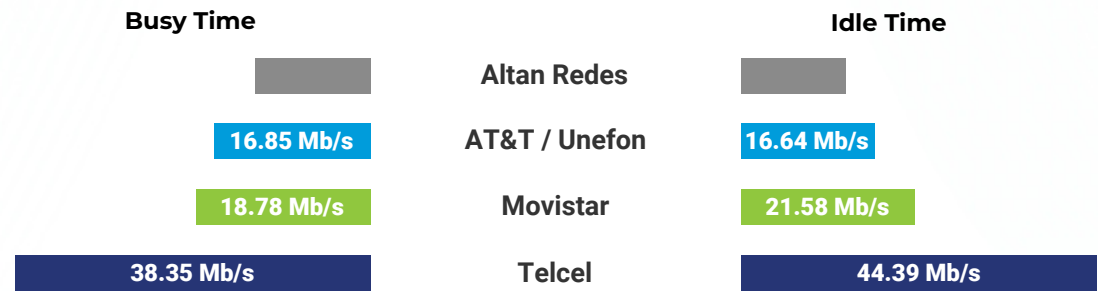 Busy Time
Idle Time
Altan Redes
16.85 Mb/s AT&T / Unefon 16.64 Mb/s
18.78 Mb/s Movistar 21.58 Mb/s
38.35 Mb/s Telcel 44.39 Mb/s